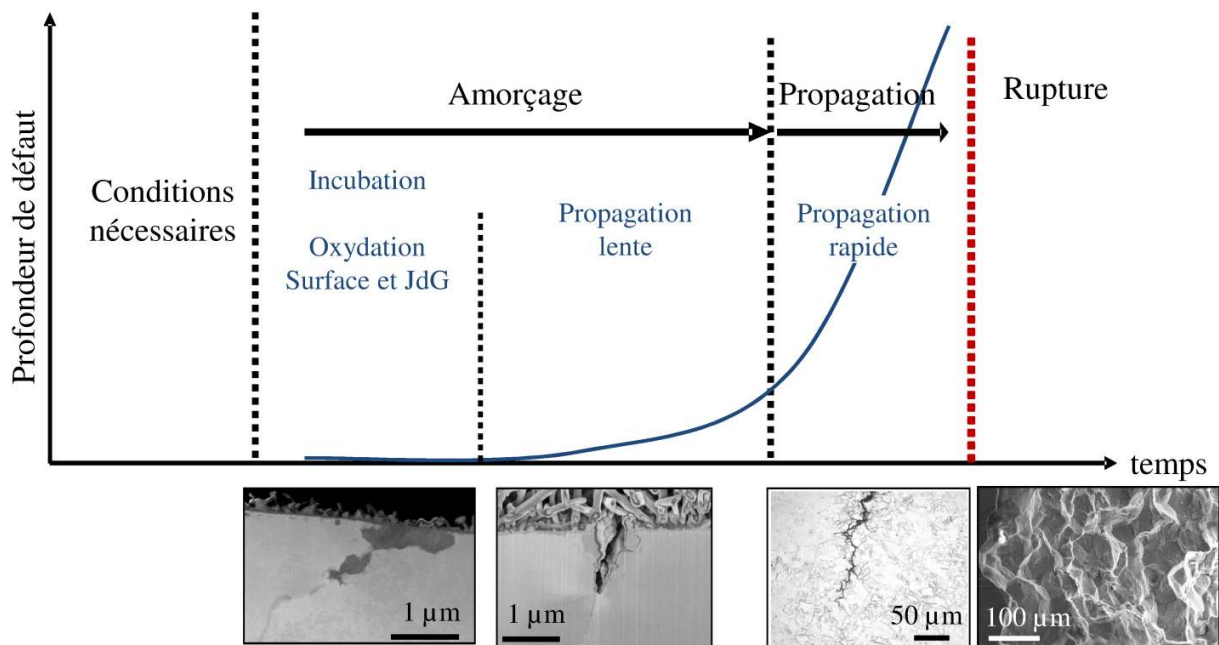 Profondeur de défaut
Conditions
nécessaires
Amorçage
Incubation
Oxydation
Surface et JdG
Propagation
lente
Propagation
Propagation
rapide
Rupture
temps
1 µm
1 µm
50 µm
100 µm